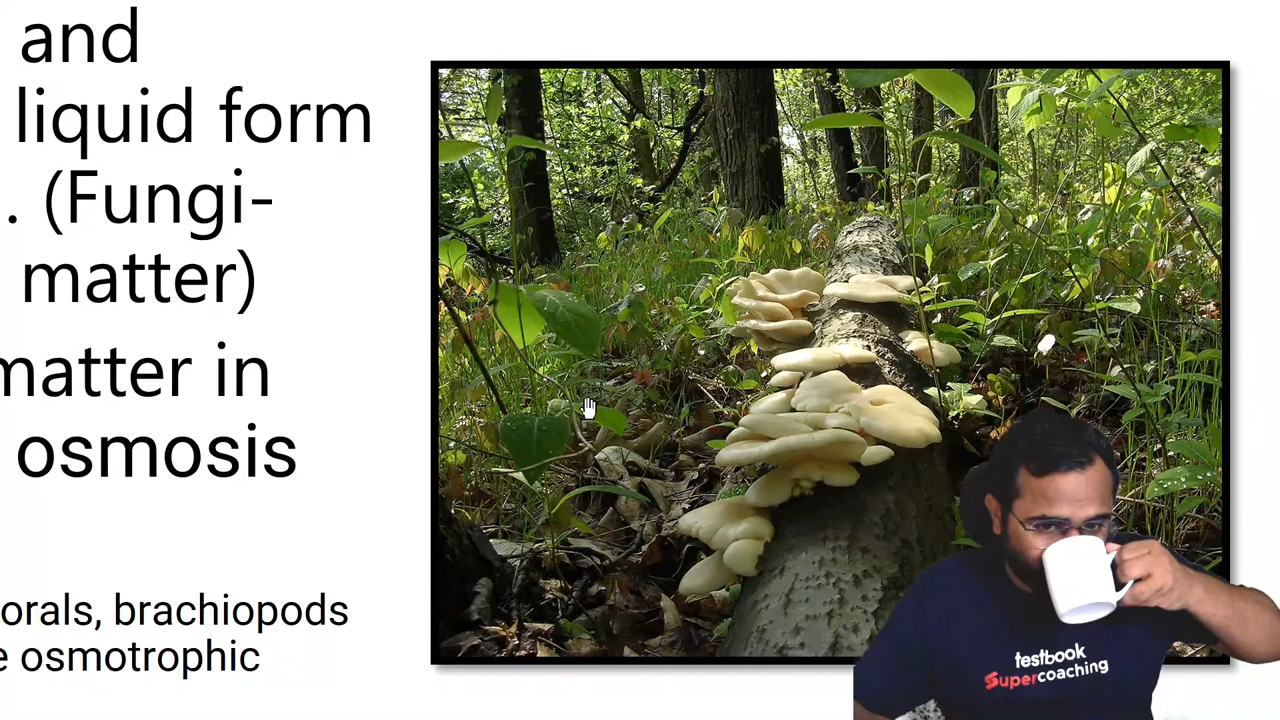 and
liquid form
. (Fungi-
matter)
matter in
osmosis
orals, brachiopods
e osmotrophic
testbook
Supercoaching